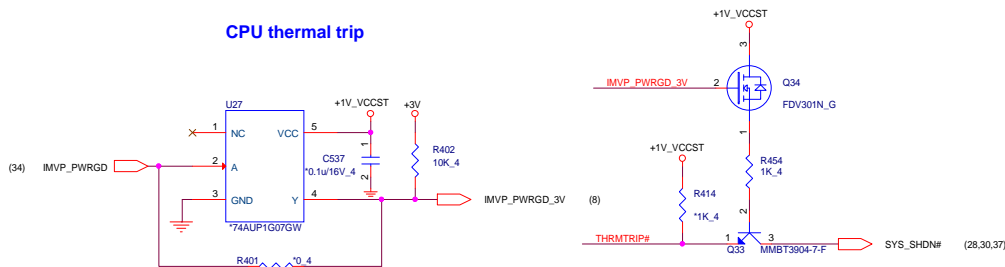 CPU thermal trip
+1V_VCCST
3
IMVP_PWRGD_3V
2
Q34
FDV301N_G
1
U27
+1V_VCCST
+3V
1
NC
VCC
5
1
C537
*0.1u/16V_4
2
R402
10K_4
R454
1K_4
(34)
IMVP_PWRGD
2
A
+1V_VCCST
R414
*1K_4
3
GND
Y
4
IMVP_PWRGD_3V
(8)
2
*74AUP1G07GW
THRMTRIP#
1
3
SYS_SHDN#
(28,30,37)
Q33
MMBT3904-7-F
R401
*0_4